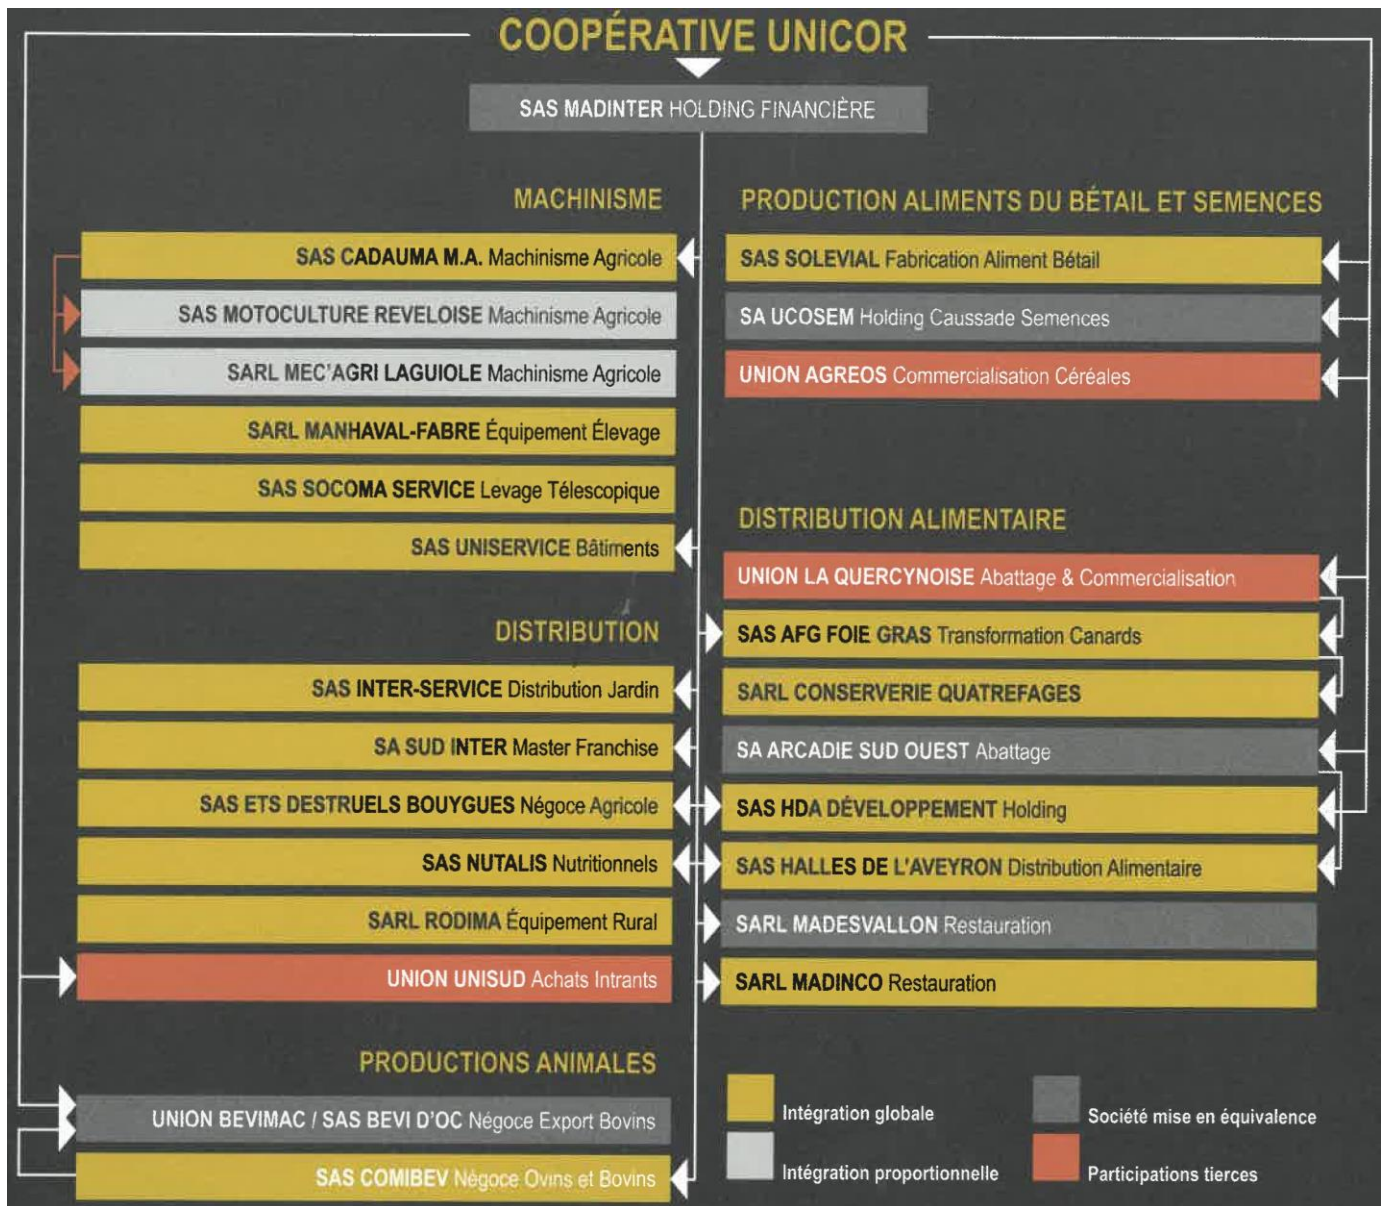 COOPÉRATIVE UNICOR
SAS MADINTER HOLDING FINANCIÈRE
MACHINISME
SAS CADAUMA M.A. Machinisme Agricole
SAS MOTOCULTURE REVELOISE Machinisme Agricole
SARL MEC'AGRI LAGUIOLE Machinisme Agricole
SARL MANHAVAL-FABRE Équipement Élevage
SAS SOCOMA SERVICE Levage Télescopique
SAS UNISERVICE Bâtiments
DISTRIBUTION
SAS INTER-SERVICE Distribution Jardin
SA SUD INTER Master Franchise
SAS ETS DESTRUELS BOUYGUES Négoce Agricole
SAS NUTALIS Nutritionnels
SARL RODIMA Équipement Rural
UNION UNISUD Achats Intrants
PRODUCTIONS ANIMALES
UNION BEVIMAC / SAS BEVI D'OC Négoce Export Bovins
SAS COMIBEV Négoce Ovins et Bovins
PRODUCTION ALIMENTS DU BÉTAIL ET SEMENCES
SAS SOLEVIAL Fabrication Aliment Bétail
SA UCOSEM Holding Caussade Semences
UNION AGREOS Commercialisation Céréales
DISTRIBUTION ALIMENTAIRE
UNION LA QUERCYNOISE Abattage & Commercialisation
SAS AFG FOIE GRAS Transformation Canards
SARL CONSERVERIE QUATREFAGES
SA ARCADIE SUD OUEST Abattage
SAS HDA DÉVELOPPEMENT Holding
SAS HALLES DE L'AVEYRON Distribution Alimentaire
SARL MADESVALLON Restauration
SARL MADINCO Restauration
Intégration globale
Société mise en équivalence
Intégration proportionnelle
Participations tierces